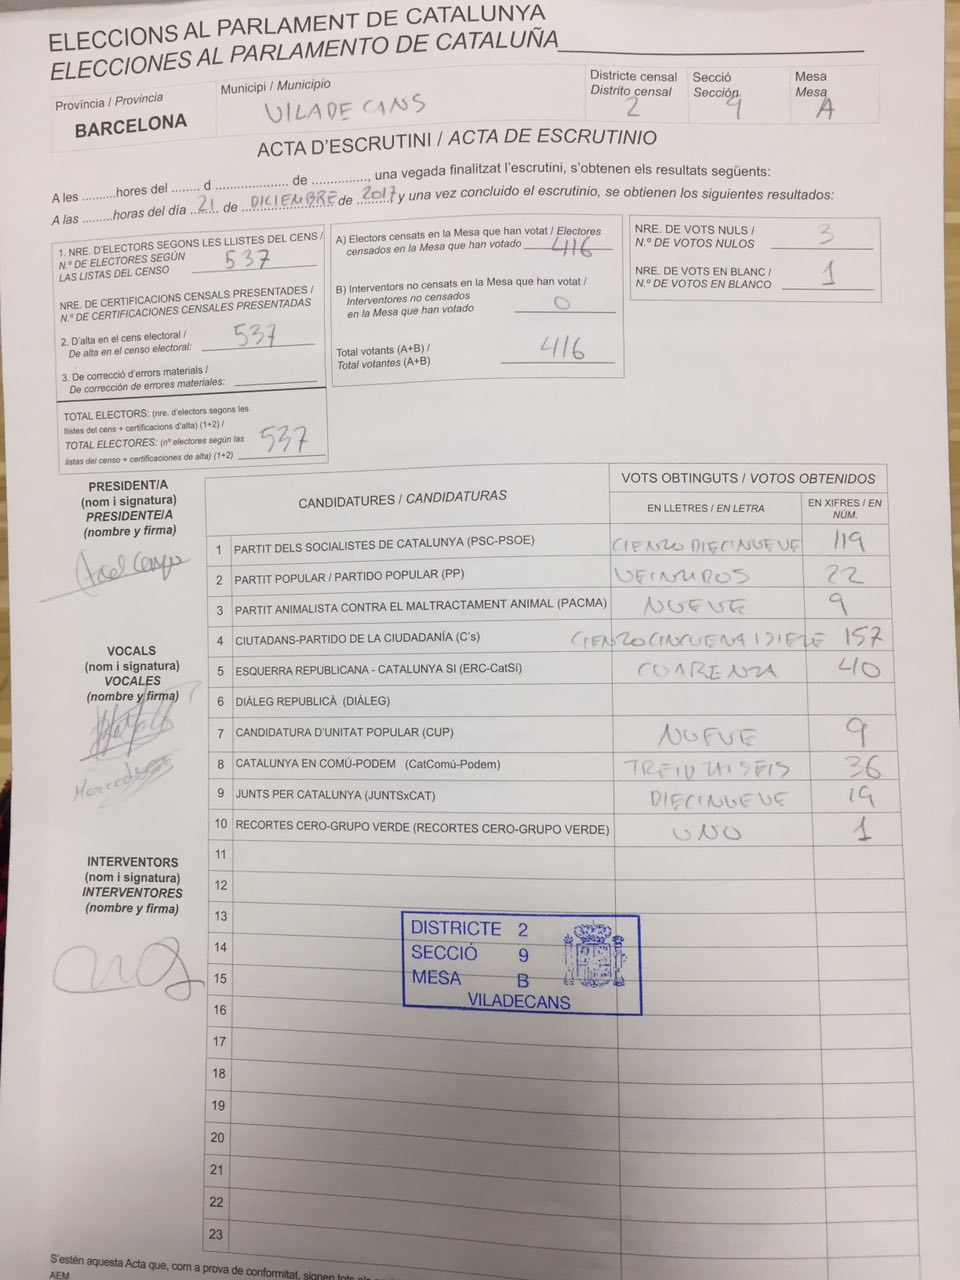 ELECCIONS AL PARLAMENT DE CATALUNYA
ELECCIONES AL PARLAMENTO DE CATALUÑA
Província / Provincia
BARCELONA
Municipi / Municipio
VILADECANS
Districte censal
Distrito censal
2
Secció
Sección
9
Mesa
Mesa
A
ACTA D'ESCRUTINI / ACTA DE ESCRUTINIO
A les ..........hores del ........ d ..................... de ................, una vegada finalitzat l'escrutini, s'obtenen els resultats següents:
A las .........horas del día 21 de DICIEMBRE de 2017 y una vez concluido el escrutinio, se obtienen los siguientes resultados:
1. NRE. D'ELECTORS SEGONS LES LLISTES DEL CENS /
N.º DE ELECTORES SEGÚN
LAS LISTAS DEL CENSO
537
NRE. DE CERTIFICACIONS CENSALS PRESENTADES /
N.º DE CERTIFICACIONES CENSALES PRESENTADAS
2. D'alta en el cens electoral /
De alta en el censo electoral:
537
3. De correcció d'errors materials /
De corrección de errores materiales:
TOTAL ELECTORS: (nre. d'electors segons les
llistes del cens + certificacions d'alta) (1+2) /
TOTAL ELECTORES: (nº electores según las
listas del censo + certificaciones de alta) (1+2)
537
A) Electors censats en la Mesa que han votat / Electores
censados en la Mesa que han votado
416
B) Interventors no censats en la Mesa que han votat /
Interventores no censados
en la Mesa que han votado
0
Total votants (A+B) /
Total votantes (A+B)
416
NRE. DE VOTS NULS /
N.º DE VOTOS NULOS
3
NRE. DE VOTS EN BLANC /
N.º DE VOTOS EN BLANCO
1
PRESIDENT/A
(nom i signatura)
PRESIDENTE/A
(nombre y firma)
VOCALS
(nom i signatura)
VOCALES
(nombre y firma)
INTERVENTORS
(nom i signatura)
INTERVENTORES
(nombre y firma)
CANDIDATURES / CANDIDATURAS
VOTS OBTINGUTS / VOTOS OBTENIDOS
EN LLETRES / EN LETRA
EN XIFRES / EN NÚM.
1 PARTIT DELS SOCIALISTES DE CATALUNYA (PSC-PSOE) CIENTO DIECINUEVE 119
2 PARTIT POPULAR / PARTIDO POPULAR (PP) VEINTIDOS 22
3 PARTIT ANIMALISTA CONTRA EL MALTRACTAMENT ANIMAL (PACMA) NUEVE 9
4 CIUTADANS-PARTIDO DE LA CIUDADANÍA (C's) CIENTO CINCUENTA I SIETE 157
5 ESQUERRA REPUBLICANA - CATALUNYA SI (ERC-CatSí) CUARENTA 40
6 DIÀLEG REPUBLICÀ (DIÀLEG)
7 CANDIDATURA D'UNITAT POPULAR (CUP) NUEVE 9
8 CATALUNYA EN COMÚ-PODEM (CatComú-Podem) TREINTAISEIS 36
9 JUNTS PER CATALUNYA (JUNTSxCAT) DIECINUEVE 19
10 RECORTES CERO-GRUPO VERDE (RECORTES CERO-GRUPO VERDE) UNO 1
11
12
13
14
15
16
17
18
19
20
21
22
23
DISTRICTE 2
SECCIÓ 9
MESA B
VILADECANS
S'estén aquesta Acta que, com a prova de conformitat, signen tots els
AEM